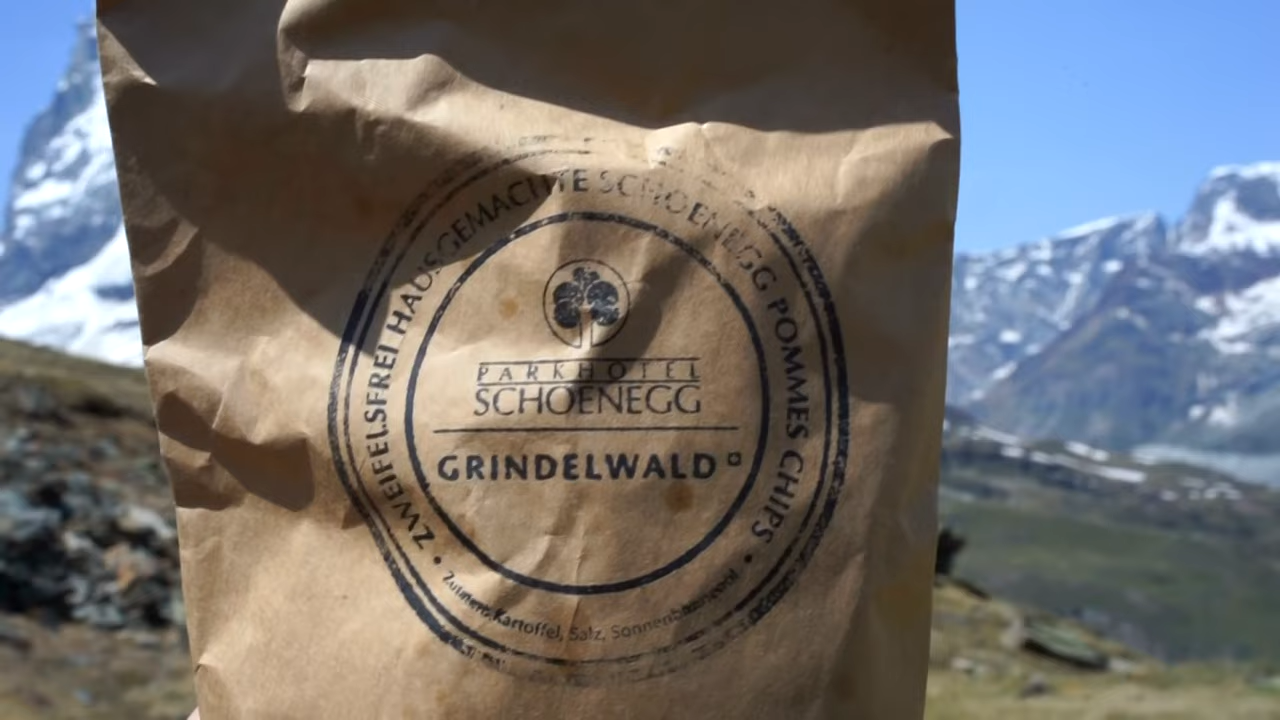 ZWEIFELSFREI HAUSGEMACHTE SCHOENEGG POMMES CHIPS
PARKHOTEL
SCHOENEGG
GRINDELWALD
Kartoffel, Salz,